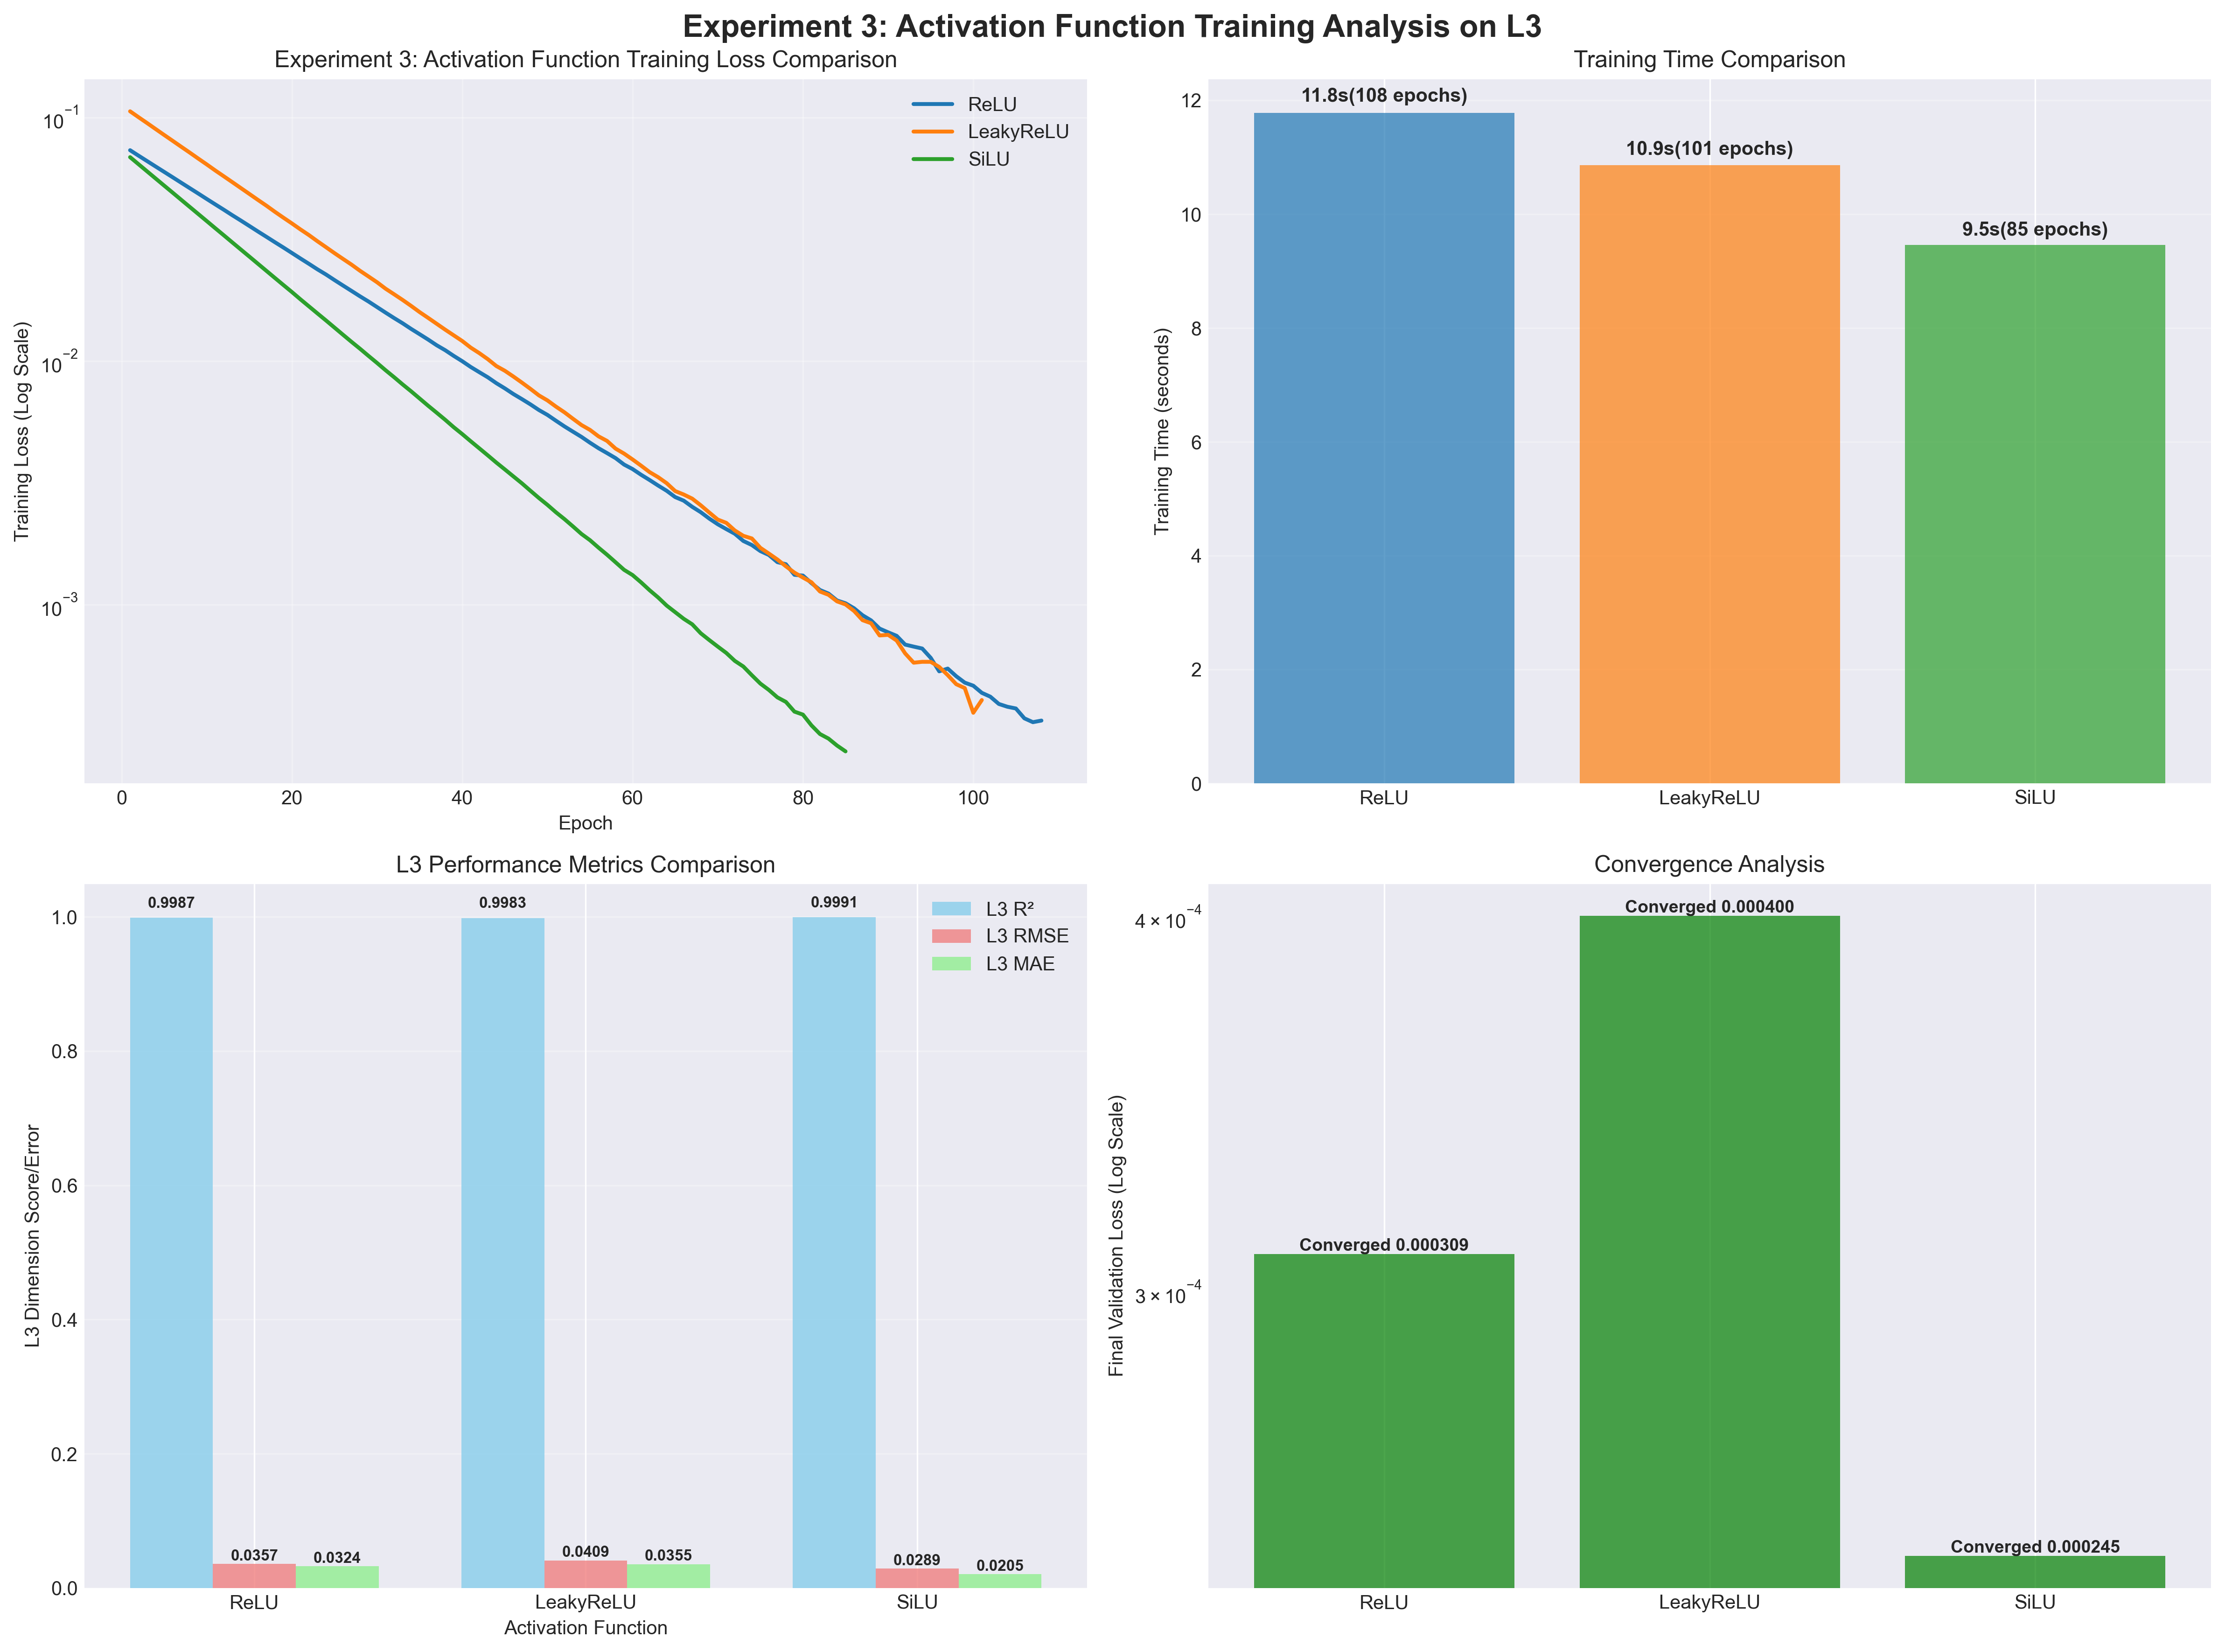 Experiment 3: Activation Function Training Analysis on L3
Experiment 3: Activation Function Training Loss Comparison
Training Loss (Log Scale)
10⁻¹
10⁻²
10⁻³
ReLU
LeakyReLU
SiLU
0 20 40 60 80 100
Epoch
Training Time Comparison
Training Time (seconds)
12
10
8
6
4
2
0
11.8s(108 epochs)
10.9s(101 epochs)
9.5s(85 epochs)
ReLU LeakyReLU SiLU
L3 Performance Metrics Comparison
L3 Dimension Score/Error
1.0
0.8
0.6
0.4
0.2
0.0
L3 R²
L3 RMSE
L3 MAE
0.9987 0.9983 0.9991
0.0357 0.0324 0.0409 0.0355 0.0289 0.0205
ReLU LeakyReLU SiLU
Activation Function
Convergence Analysis
Final Validation Loss (Log Scale)
4 × 10⁻⁴
3 × 10⁻⁴
Converged 0.000309
Converged 0.000400
Converged 0.000245
ReLU LeakyReLU SiLU